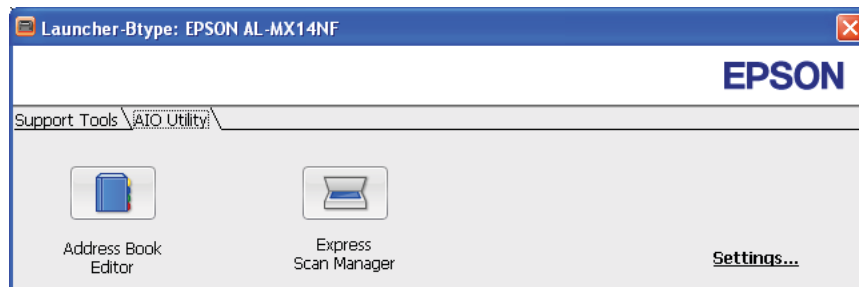 Launcher-Btype: EPSON AL-MX14NF
EPSON
Support Tools AIO Utility
Address Book
Editor
Express
Scan Manager
Settings...